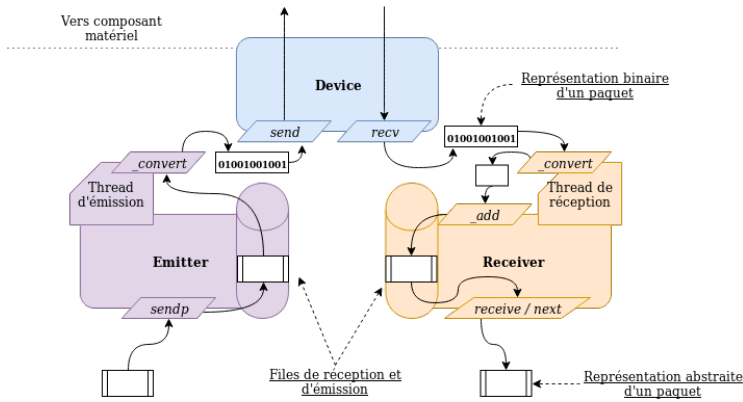 Vers composant
matériel
Device
Représentation binaire
d'un paquet
send
recv
01001001001
_convert
01001001001
_convert
Thread
d'émission
Thread de
réception
_add
Emitter
Receiver
sendp
receive / next
Files de réception et
d'émission
Représentation abstraite
d'un paquet